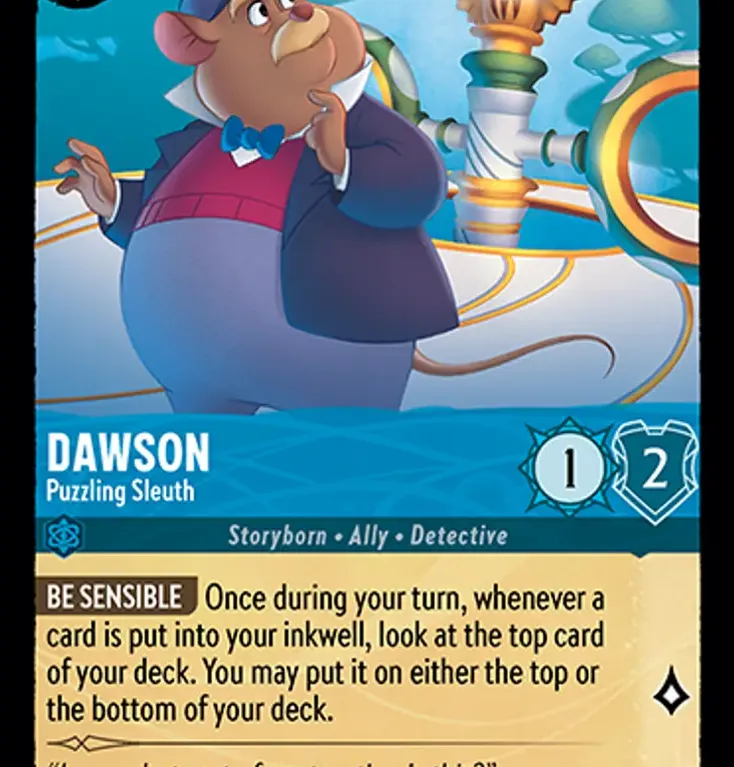 DAWSON
Puzzling Sleuth
1
2
Storyborn • Ally • Detective
BE SENSIBLE Once during your turn, whenever a
card is put into your inkwell, look at the top card
of your deck. You may put it on either the top or
the bottom of your deck.